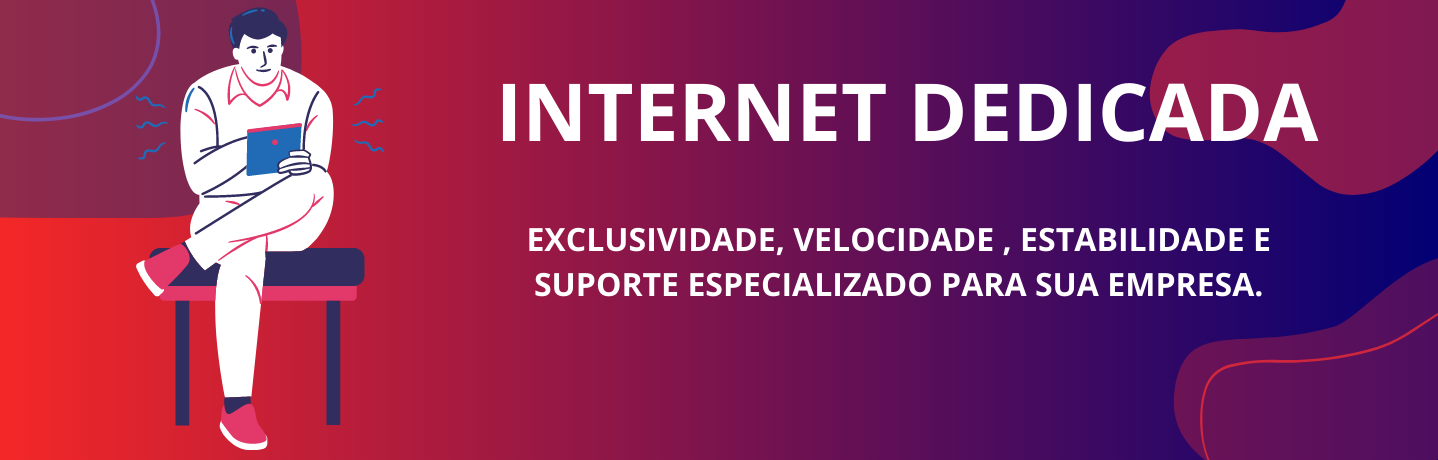 INTERNET DEDICADA
EXCLUSIVIDADE, VELOCIDADE , ESTABILIDADE E
SUPORTE ESPECIALIZADO PARA SUA EMPRESA.